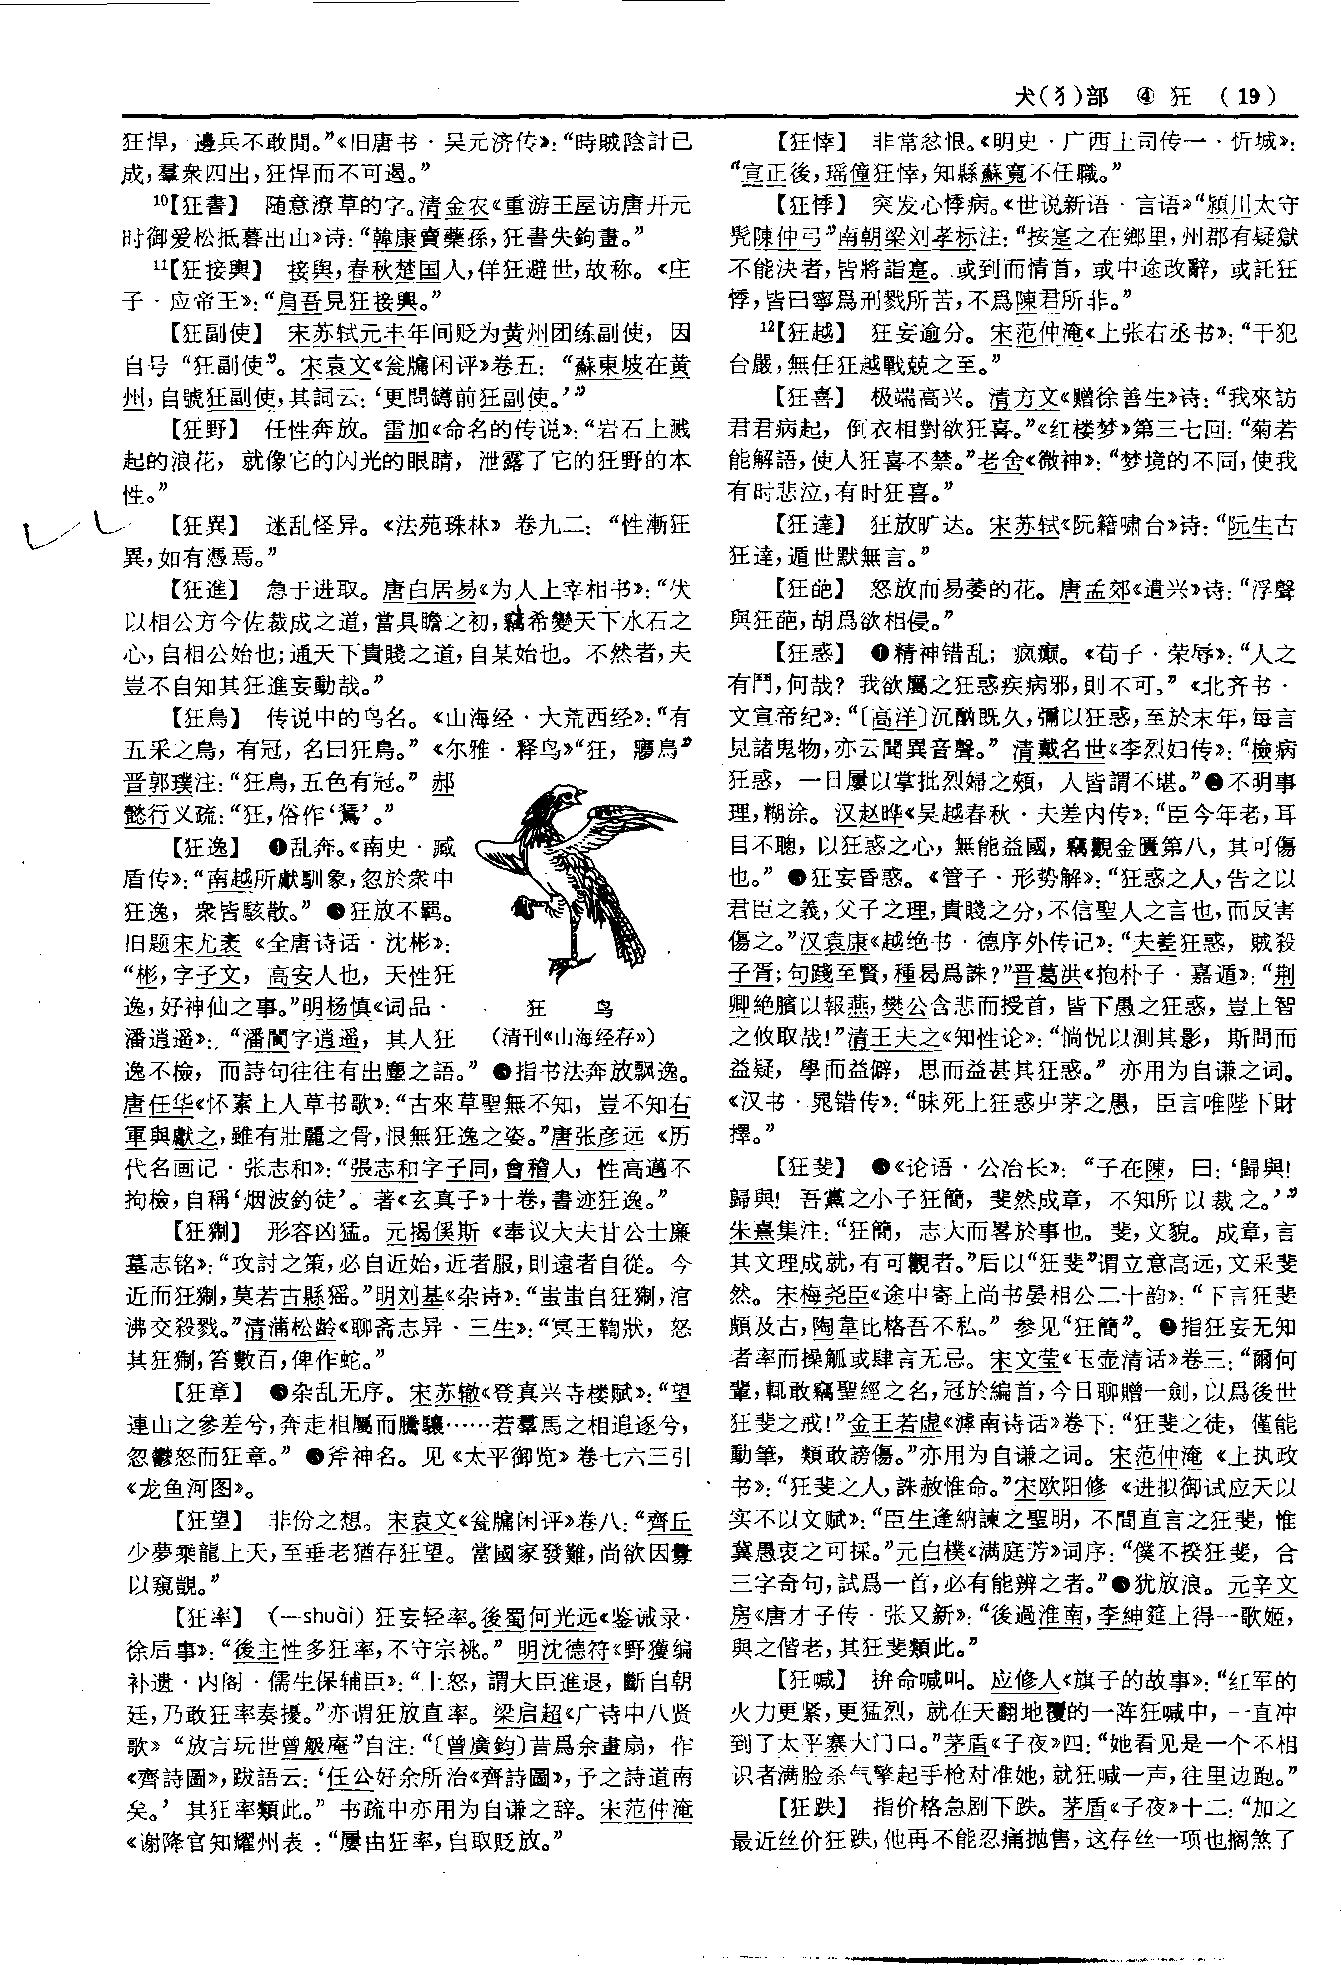 犬(犭)部 ④ 狂 (19)
狂悍，邊兵不敢閒。”《旧唐书·吴元济传》：“時賊陰計已
成，羣衆四出，狂悍而不可遏。”
10【狂書】 随意潦草的字。清金农《重游王屋访唐开元
时御爱松抵暮出山》诗：“韓康賣藥孫，狂書失鉤畫。”
11【狂接輿】 接舆，春秋楚国人，佯狂避世，故称。《庄
子·应帝王》：“肩吾見狂接輿。”
【狂副使】 宋苏轼元丰年间贬为黄州团练副使，因
自号“狂副使”。宋袁文《瓮牖闲评》卷五：“蘇東坡在黄
州，自號狂副使，其詞云：‘更問罇前狂副使。’”
【狂野】 任性奔放。雷加《命名的传说》：“岩石上溅
起的浪花，就像它的闪光的眼睛，泄露了它的狂野的本
性。”
【狂異】 迷乱怪异。《法苑珠林》卷九二：“性漸狂
異，如有憑焉。”
【狂進】 急于进取。唐白居易《为人上宰相书》：“伏
以相公方今佐裁成之道，當具瞻之初，竊希變天下水石之
心，自相公始也；通天下貴賤之道，自某始也。不然者，夫
豈不自知其狂進妄動哉。”
【狂鳥】 传说中的鸟名。《山海经·大荒西经》：“有
五采之鳥，有冠，名曰狂鳥。”《尔雅·释鸟》“狂，㝱鳥”
晋郭璞注：“狂鳥，五色有冠。”郝
懿行义疏：“狂，俗作‘鵟’。”
【狂逸】 ❶乱奔。《南史·臧
盾传》：“南越所獻馴象，忽於衆中
狂逸，衆皆駭散。”❷狂放不羁。
旧题宋尤袤《全唐诗话·沈彬》：
“彬，字子文，高安人也，天性狂
逸，好神仙之事。”明杨慎《词品·
潘逍遥》：“潘閬字逍遥，其人狂
狂 鸟
(清刊《山海经存》)
逸不檢，而詩句往往有出塵之語。”❸指书法奔放飘逸。
唐任华《怀素上人草书歌》：“古來草聖無不知，豈不知右
軍與獻之，雖有壯麗之骨，恨無狂逸之姿。”唐张彦远《历
代名画记·张志和》：“張志和字子同，會稽人，性高邁不
拘檢，自稱‘烟波釣徒’。著《玄真子》十卷，書迹狂逸。”
【狂猘】 形容凶猛。元揭傒斯《奉议大夫甘公士廉
墓志铭》：“攻討之策，必自近始，近者服，則遠者自從。今
近而狂猘，莫若古縣猺。”明刘基《杂诗》：“蚩蚩自狂猘，涫
沸交殺戮。”清蒲松龄《聊斋志异·三生》：“冥王鞫狀，怒
其狂猘，笞數百，俾作蛇。”
【狂章】 ❶杂乱无序。宋苏辙《登真兴寺楼赋》：“望
連山之參差兮，奔走相屬而騰驤……若羣馬之相追逐兮，
忽鬱怒而狂章。”❷斧神名。见《太平御览》卷七六三引
《龙鱼河图》。
【狂望】 非份之想。宋袁文《瓮牖闲评》卷八：“齊丘
少夢乘龍上天，至垂老猶存狂望。當國家發難，尚欲因釁
以窺覬。”
【狂率】 (—shuài)狂妄轻率。後蜀何光远《鉴诫录·
徐后事》：“後主性多狂率，不守宗祧。”明沈德符《野獲编
补遗·内阁·儒生保辅臣》：“上怒，謂大臣進退，斷自朝
廷，乃敢狂率奏擾。”亦谓狂放直率。梁启超《广诗中八贤
歌》“放言玩世曾觙庵”自注：“〔曾廣鈞〕昔爲余畫扇，作
《齊詩圖》，跋語云：‘任公好余所治《齊詩圖》，予之詩道南
矣。’其狂率類此。”书疏中亦用为自谦之辞。宋范仲淹
《谢降官知耀州表：“屢由狂率，自取貶放。”
【狂悻】 非常忿恨。《明史·广西土司传一·忻城》：
“宣正後，瑶僮狂悻，知縣蘇寬不任職。”
【狂悸】 突发心悸病。《世说新语·言语》“潁川太守
髡陳仲弓”南朝梁刘孝标注：“按寔之在鄉里，州郡有疑獄
不能決者，皆將詣寔。或到而情首，或中途改辭，或託狂
悸，皆曰寧爲刑戮所苦，不爲陳君所非。”
12【狂越】 狂妄逾分。宋范仲淹《上张右丞书》：“干犯
台嚴，無任狂越戰兢之至。”
【狂喜】 极端高兴。清方文《赠徐善生》诗：“我來訪
君君病起，倒衣相對欲狂喜。”《红楼梦》第三七回：“菊若
能解語，使人狂喜不禁。”老舍《微神》：“梦境的不同，使我
有时悲泣，有时狂喜。”
【狂達】 狂放旷达。宋苏轼《阮籍啸台》诗：“阮生古
狂達，遁世默無言。”
【狂葩】 怒放而易萎的花。唐孟郊《遣兴》诗：“浮聲
與狂葩，胡爲欲相侵。”
【狂惑】 ❶精神错乱；疯癫。《荀子·荣辱》：“人之
有鬥，何哉？我欲屬之狂惑疾病邪，則不可。”《北齐书·
文宣帝纪》：“〔高洋〕沉酗既久，彌以狂惑，至於末年，每言
見諸鬼物，亦云聞異音聲。”清戴名世《李烈妇传》：“檢病
狂惑，一日屢以掌批烈婦之頰，人皆謂不堪。”❷不明事
理，糊涂。汉赵晔《吴越春秋·夫差内传》：“臣今年老，耳
目不聰，以狂惑之心，無能益國，竊觀金匱第八，其可傷
也。”❸狂妄昏惑。《管子·形势解》：“狂惑之人，告之以
君臣之義，父子之理，貴賤之分，不信聖人之言也，而反害
傷之。”汉袁康《越绝书·德序外传记》：“夫差狂惑，賊殺
子胥；句踐至賢，種曷爲誅？”晋葛洪《抱朴子·嘉遁》：“荆
卿絶臏以報燕，樊公含悲而授首，皆下愚之狂惑，豈上智
之攸取哉！”清王夫之《知性论》：“惝怳以測其影，斯問而
益疑，學而益僻，思而益甚其狂惑。”亦用为自谦之词。
《汉书·晁错传》：“昧死上狂惑屮茅之愚，臣言唯陛下財
擇。”
【狂斐】 ❶《论语·公冶长》：“子在陳，曰：‘歸與！
歸與！吾黨之小子狂簡，斐然成章，不知所以裁之。’”
朱熹集注：“狂簡，志大而畧於事也。斐，文貌。成章，言
其文理成就，有可觀者。”后以“狂斐”谓立意高远，文采斐
然。宋梅尧臣《途中寄上尚书晏相公二十韵》：“下言狂斐
頗及古，陶韋比格吾不私。”参见“狂簡”。❷指狂妄无知
者率而操觚或肆言无忌。宋文莹《玉壶清话》卷三：“爾何
輩，輒敢竊聖經之名，冠於編首，今日聊贈一劍，以爲後世
狂斐之戒！”金王若虚《滹南诗话》卷下：“狂斐之徒，僅能
動筆，類敢謗傷。”亦用为自谦之词。宋范仲淹《上执政
书》：“狂斐之人，誅赦惟命。”宋欧阳修《进拟御试应天以
实不以文赋》：“臣生逢納諫之聖明，不間直言之狂斐，惟
冀愚衷之可採。”元白樸《满庭芳》词序：“僕不揆狂斐，合
三字奇句，試爲一首，必有能辨之者。”❸犹放浪。元辛文
房《唐才子传·张又新》：“後過淮南，李紳筵上得一歌姬，
與之偕老，其狂斐類此。”
【狂喊】 拚命喊叫。应修人《旗子的故事》：“红军的
火力更紧，更猛烈，就在天翻地覆的一阵狂喊中，一直冲
到了太平寨大门口。”茅盾《子夜》四：“她看见是一个不相
识者满脸杀气擎起手枪对准她，就狂喊一声，往里边跑。”
【狂跌】 指价格急剧下跌。茅盾《子夜》十二：“加之
最近丝价狂跌，他再不能忍痛抛售，这存丝一项也搁煞了